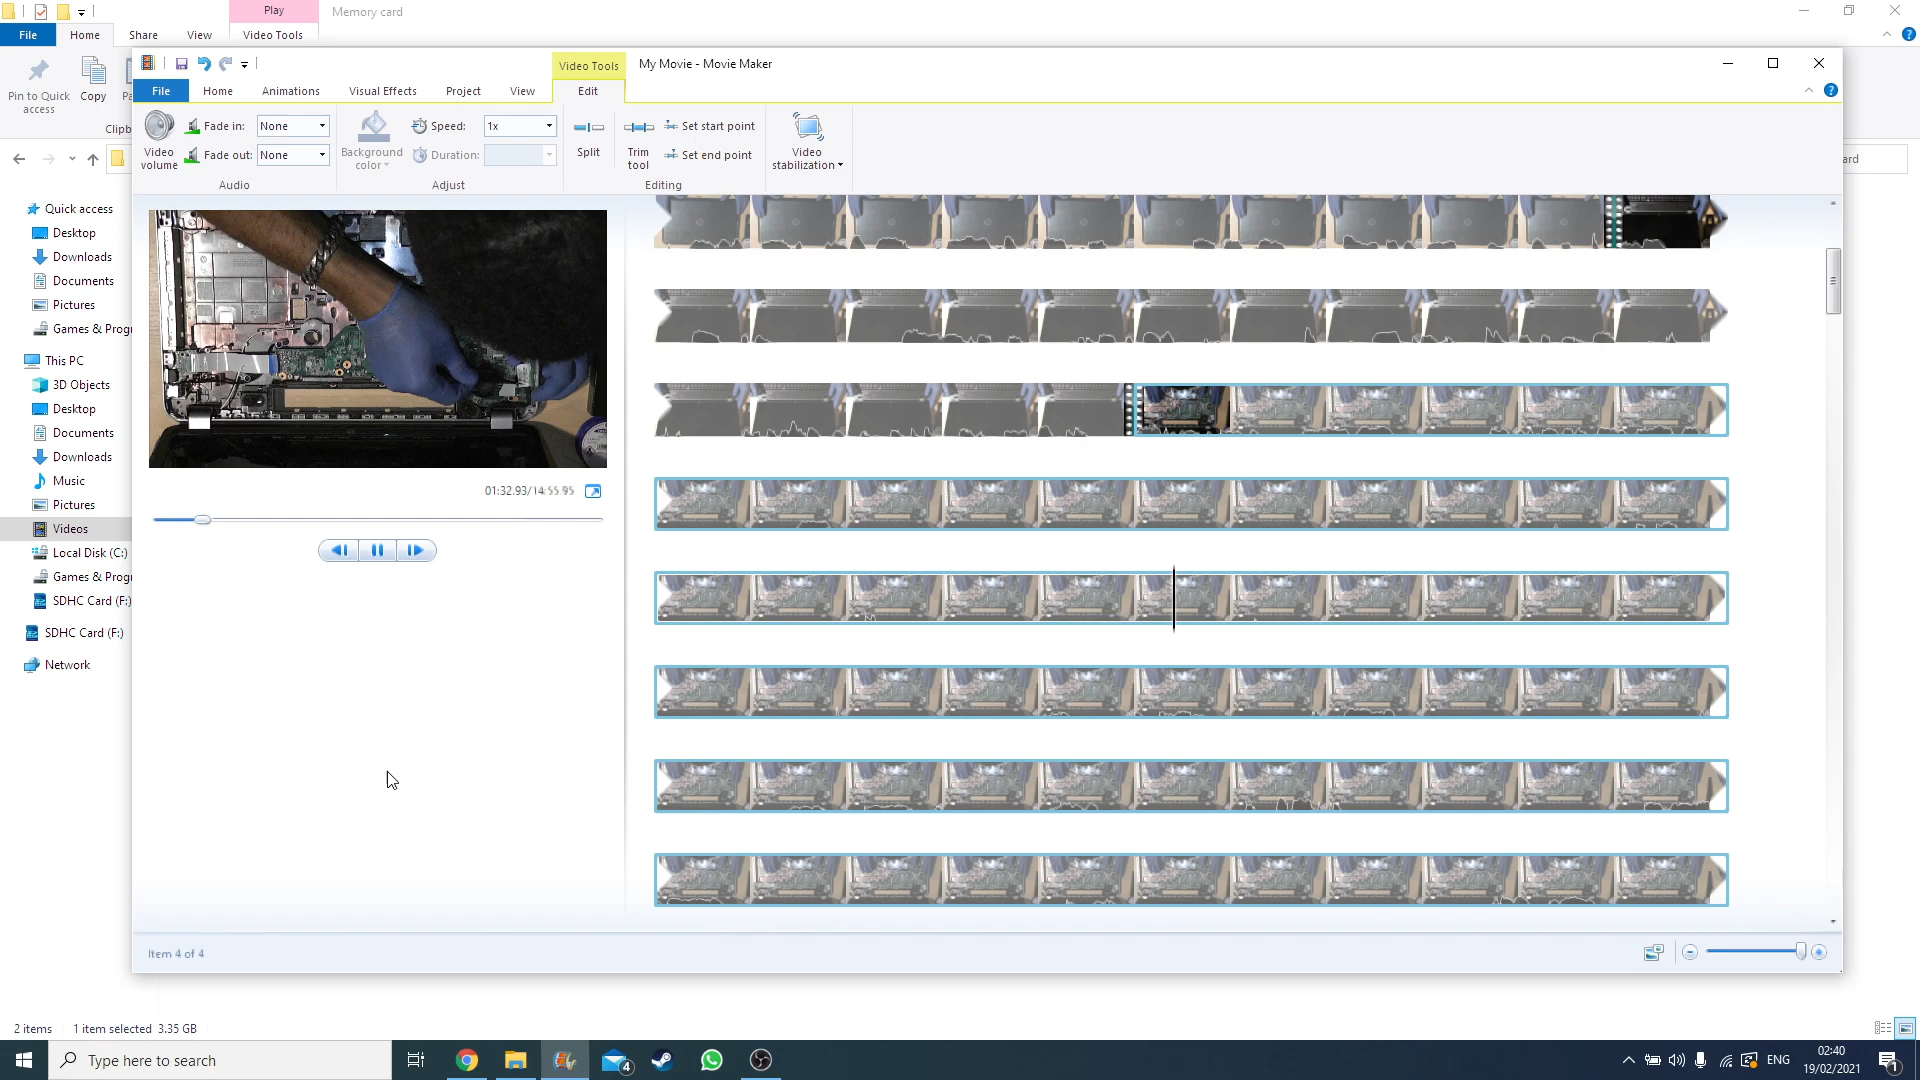 Play
Memory card
File
Home
Share
View
Video Tools
Pin to Quick access
Copy
Clipb
Video Tools
My Movie - Movie Maker
File
Home
Animations
Visual Effects
Project
View
Edit
Video volume
Fade in:
None
Fade out:
None
Audio
Background color
Speed:
1x
Duration:
Adjust
Split
Trim tool
Set start point
Set end point
Editing
Video stabilization
ard
Quick access
Desktop
Downloads
Documents
Pictures
Games & Progr
This PC
3D Objects
Desktop
Documents
Downloads
Music
Pictures
Videos
Local Disk (C:)
Games & Progr
SDHC Card (F:)
SDHC Card (F:)
Network
01:32.93/14:55.95
Item 4 of 4
2 items
1 item selected 3.35 GB
Type here to search
4
ENG
02:40
19/02/2021
1